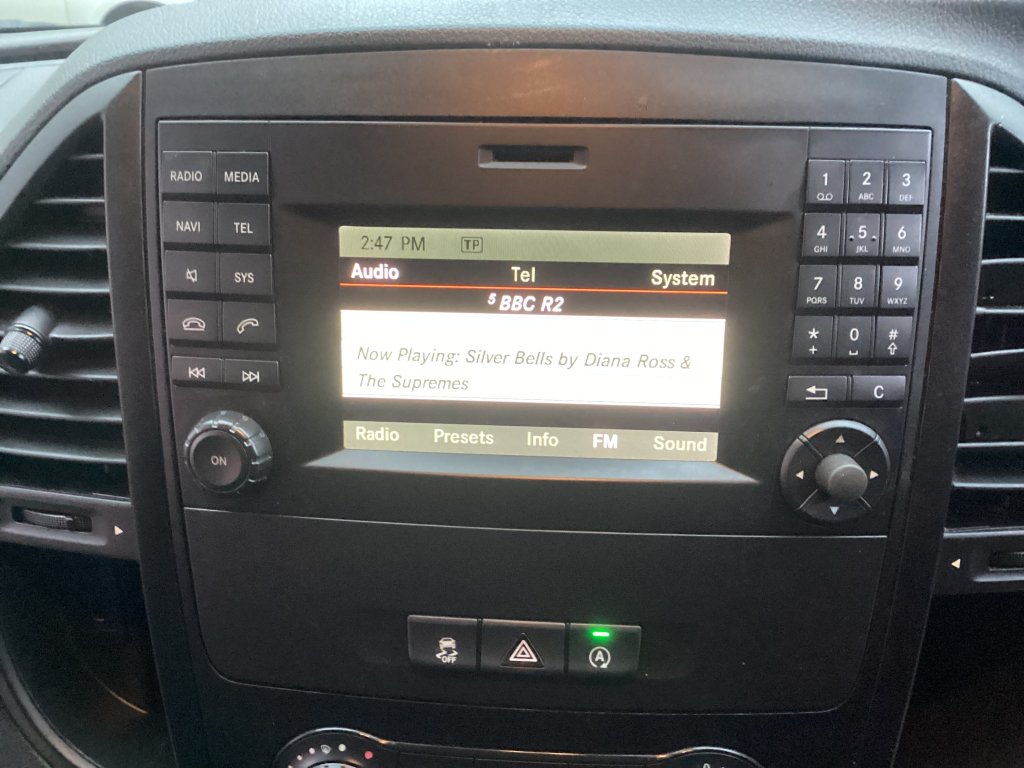 RADIO MEDIA
NAVI TEL
SYS
ON
2:47 PM TP
Audio Tel System
5 BBC R2
Now Playing: Silver Bells by Diana Ross &
The Supremes
Radio Presets Info FM Sound
1 2 3
ABC DEF
4 5 6
GHI JKL MNO
7 8 9
PQRS TUV WXYZ
* 0 #
+
C
OFF
A